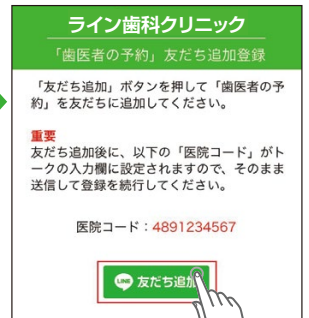 ライン歯科クリニック
「歯医者の予約」友だち追加登録
「友だち追加」ボタンを押して「歯医者の予
約」を友だちに追加してください。
重要
友だち追加後に、以下の「医院コード」がト
ークの入力欄に設定されますので、そのまま
送信して登録を続行してください。
医院コード：4891234567
LINE 友だち追加